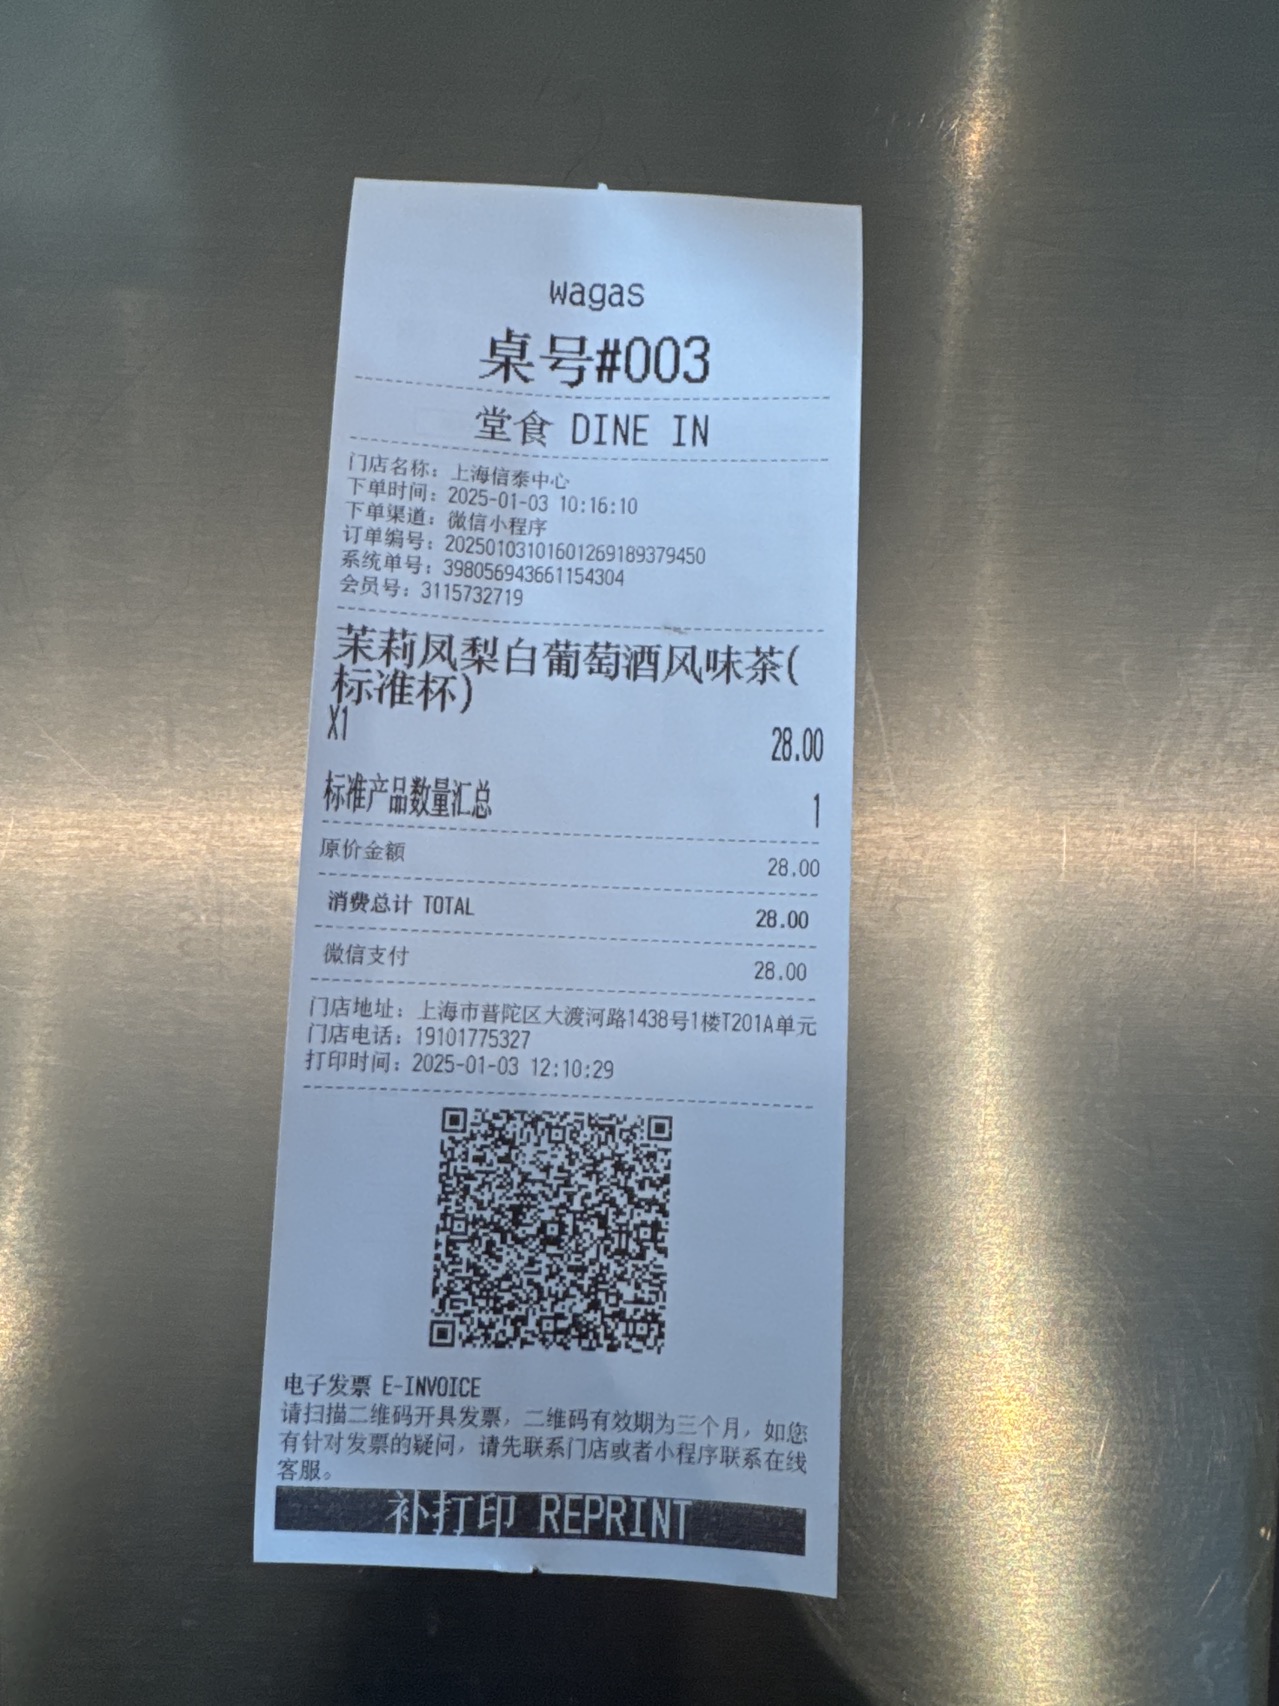 wagas
桌号#003
堂食 DINE IN
门店名称：上海信泰中心
下单时间：2025-01-03 10:16:10
下单渠道：微信小程序
订单编号：20250103101601269189379450
系统单号：398056943661154304
会员号：3115732719
茉莉凤梨白葡萄酒风味茶(
标准杯)
X1 28.00
标准产品数量汇总 1
原价金额 28.00
消费总计 TOTAL 28.00
微信支付 28.00
门店地址：上海市普陀区大渡河路1438号1楼T201A单元
门店电话：19101775327
打印时间：2025-01-03 12:10:29
电子发票 E-INVOICE
请扫描二维码开具发票，二维码有效期为三个月，如您
有针对发票的疑问，请先联系门店或者小程序联系在线
客服。
补打印 REPRINT